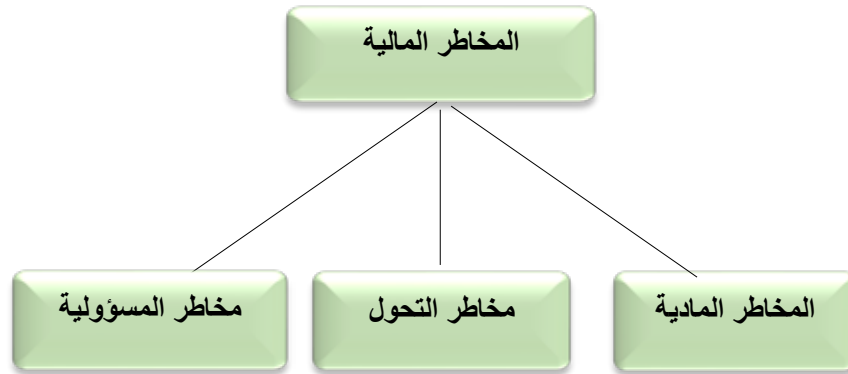 المخاطر المالية
المخاطر المادية
مخاطر التحول
مخاطر المسؤولية